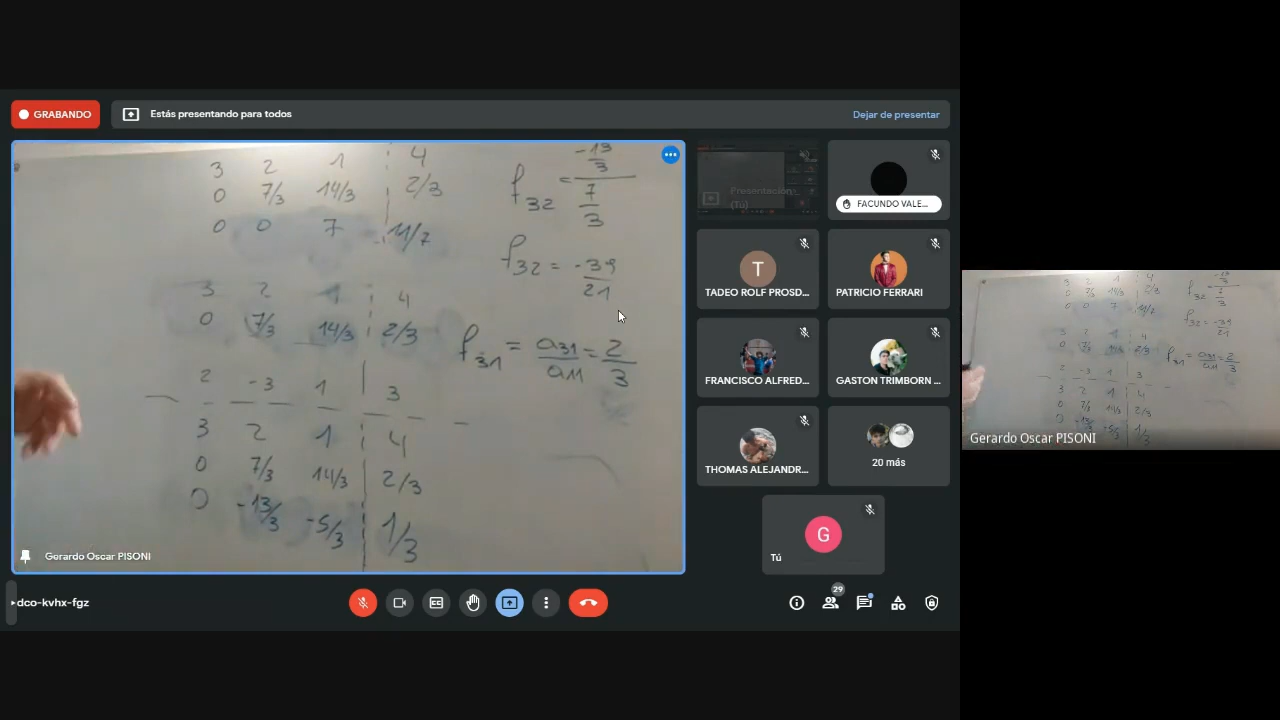 GRABANDO
Estás presentando para todos
Dejar de presentar
3 2 1 4
0 7/3 14/3 2/3
0 0 7 11/7
f32 = -13/3 / 7/3
f32 = -39/21
3 2 1 4
0 7/3 14/3 2/3
f31 = a31/a11 = 2/3
2 -3 1 3
3 2 1 4
0 7/3 14/3 2/3
0 -13/3 -5/3 1/3
Gerardo Oscar PISONI
Presentación
(Tú)
FACUNDO VALE...
T
TADEO ROLF PROSD...
PATRICIO FERRARI
FRANCISCO ALFRED...
GASTON TRIMBORN ...
THOMAS ALEJANDR...
20 más
G
Tú
dco-kvhx-fgz
29
Gerardo Oscar PISONI